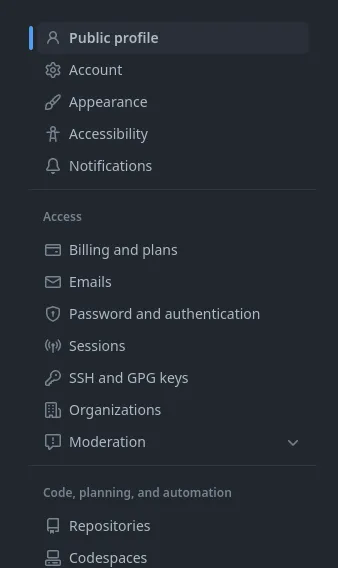 Public profile
Account
Appearance
Accessibility
Notifications
Access
Billing and plans
Emails
Password and authentication
Sessions
SSH and GPG keys
Organizations
Moderation
Code, planning, and automation
Repositories
Codespaces